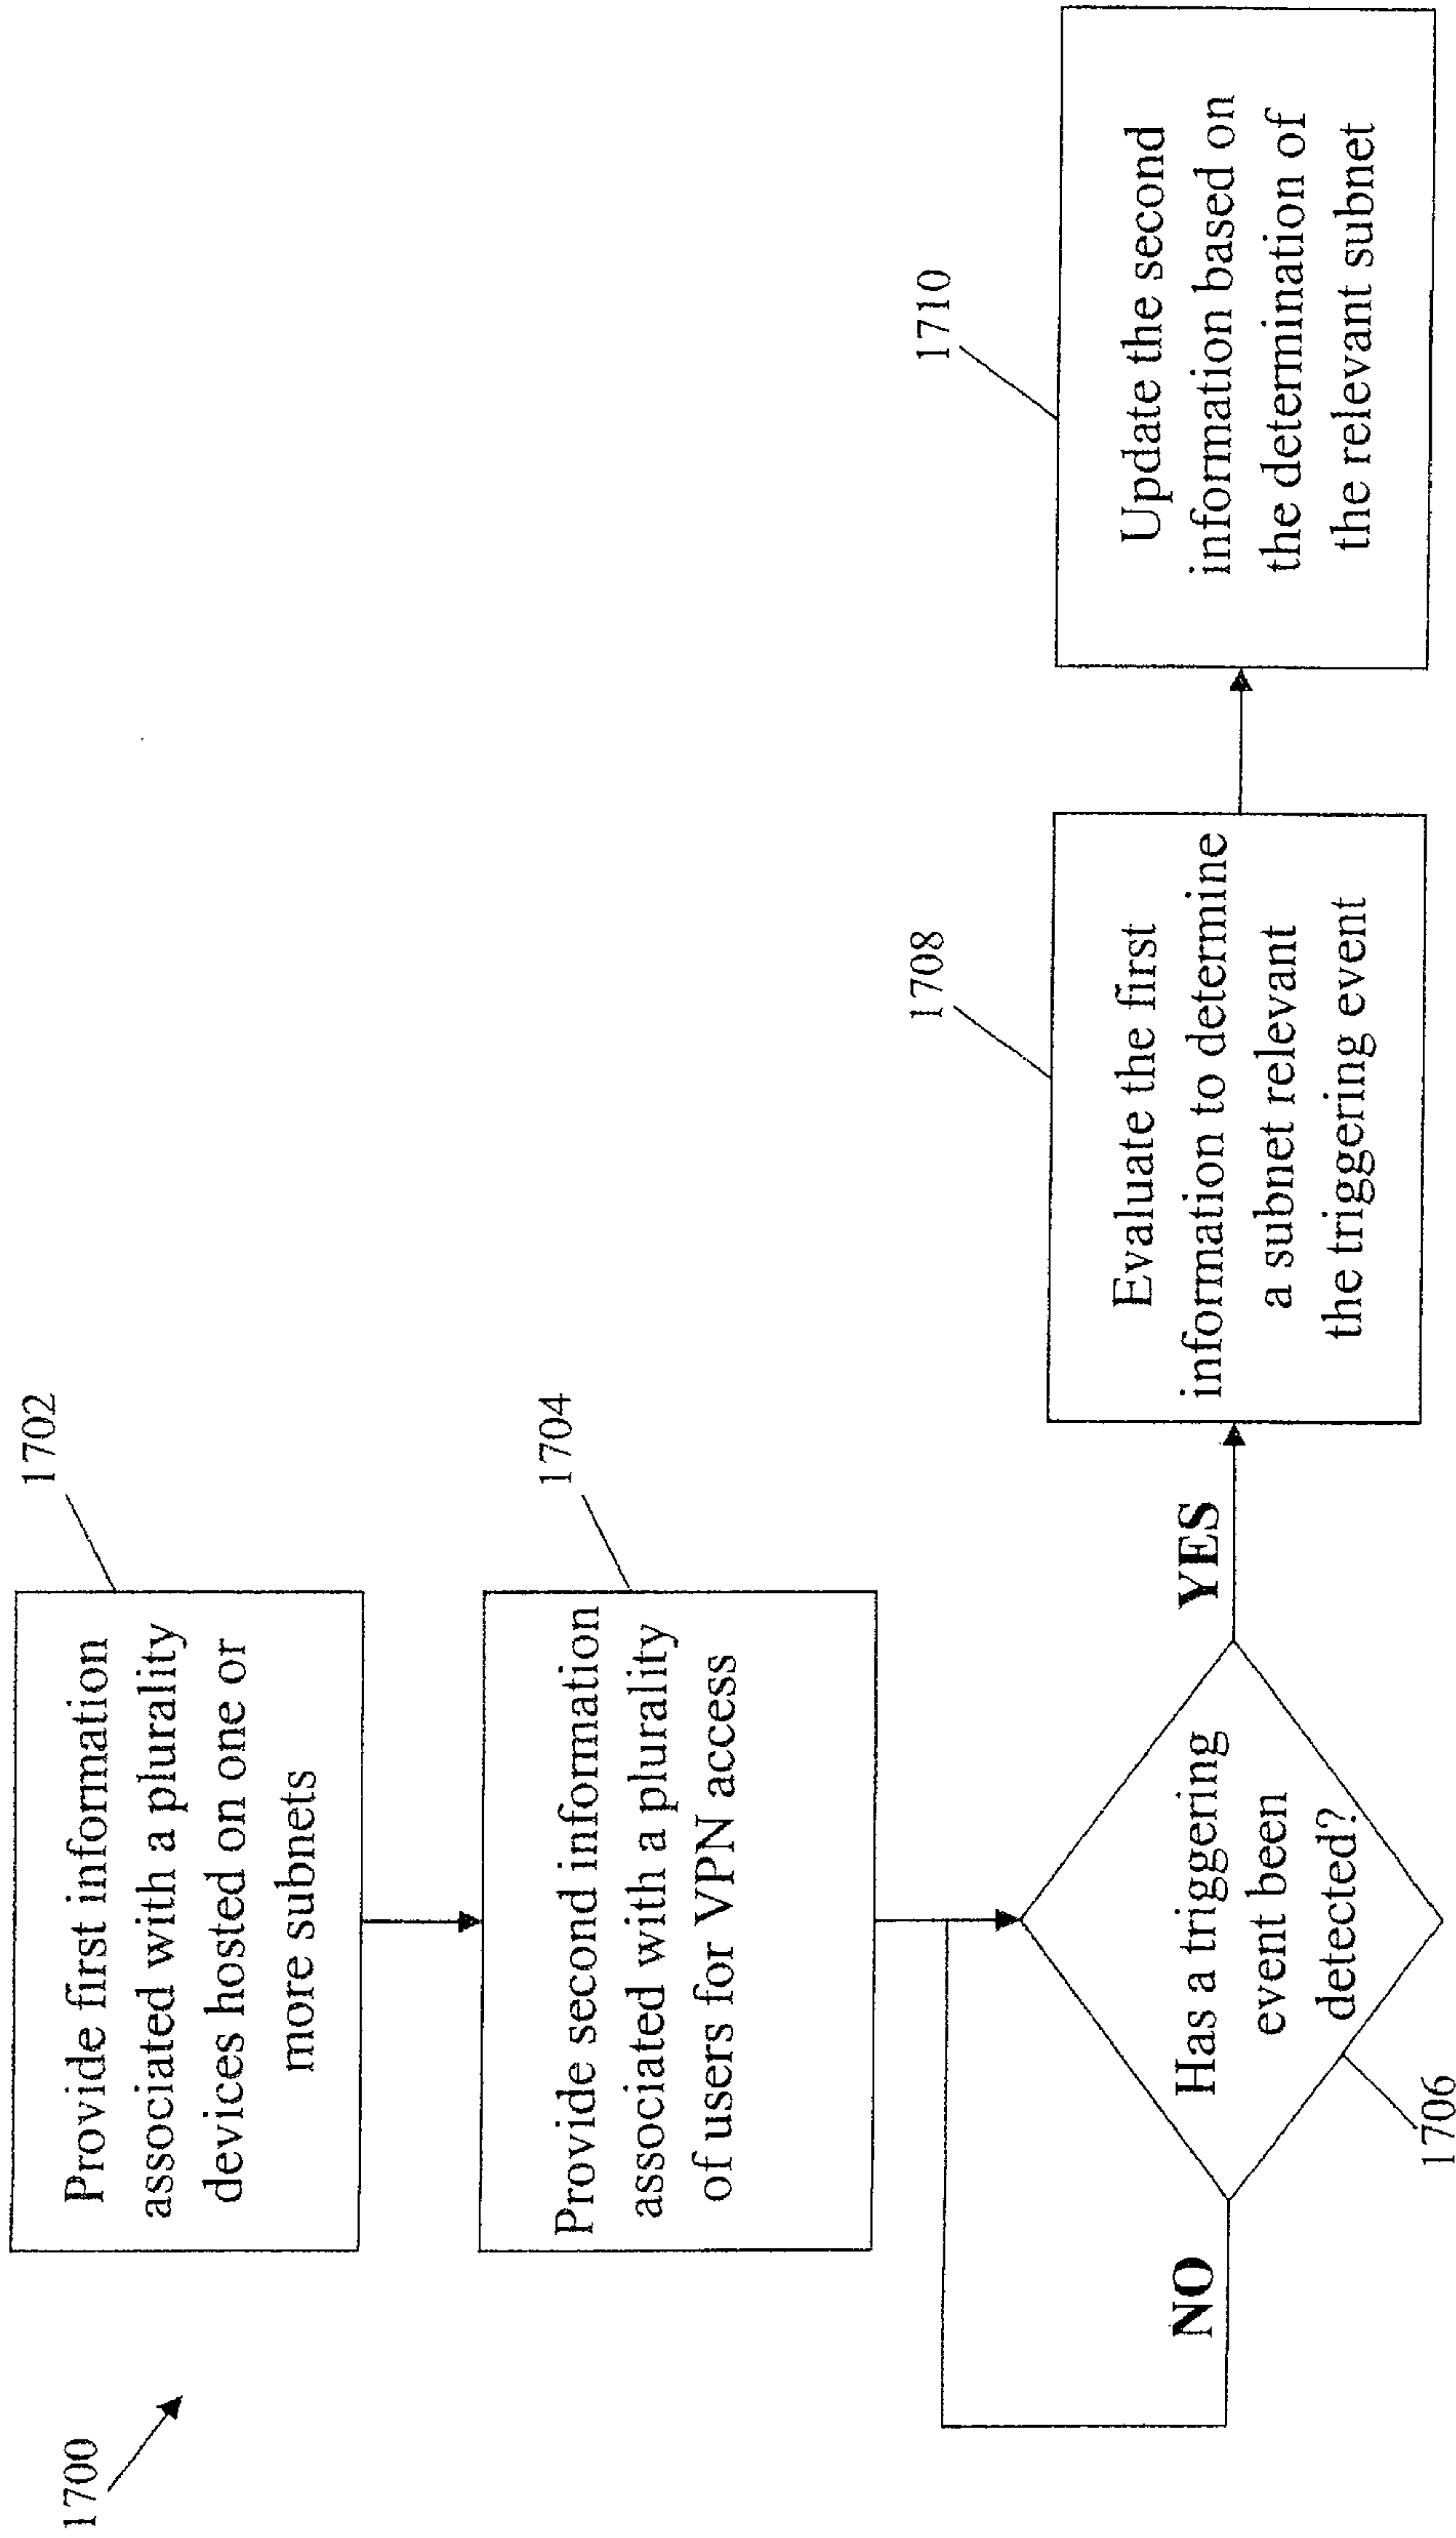 1700
1702
Provide first information
associated with a plurality
devices hosted on one or
more subnets
1704
Provide second information
associated with a plurality
of users for VPN access
Has a triggering
event been
detected?
1706
NO
YES
1708
Evaluate the first
information to determine
a subnet relevant
the triggering event
1710
Update the second
information based on
the determination of
the relevant subnet